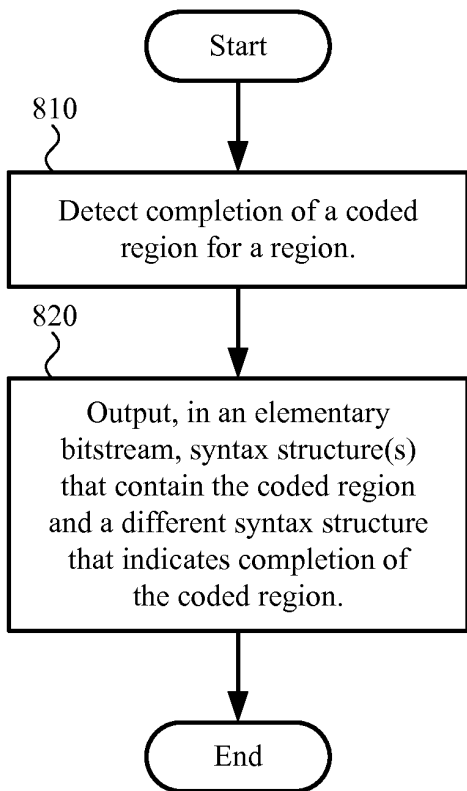 Start
810
Detect completion of a coded
region for a region.
820
Output, in an elementary
bitstream, syntax structure(s)
that contain the coded region
and a different syntax structure
that indicates completion of
the coded region.
End